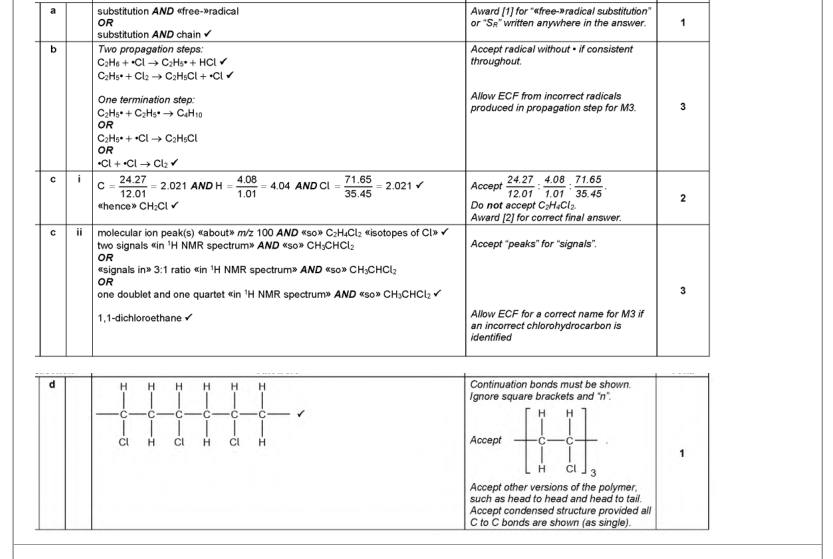 a
substitution AND «free-»radical
OR
substitution AND chain ✓
Award [1] for "«free-»radical substitution"
or "SR" written anywhere in the answer.
1
b
Two propagation steps:
C₂H₆ + •Cl → C₂H₅• + HCl ✓
C₂H₅• + Cl₂ → C₂H₅Cl + •Cl ✓
One termination step:
C₂H₅• + C₂H₅• → C₄H₁₀
OR
C₂H₅• + •Cl → C₂H₅Cl
OR
•Cl + •Cl → Cl₂ ✓
Accept radical without • if consistent
throughout.
Allow ECF from incorrect radicals
produced in propagation step for M3.
3
c i
C = 24.27/12.01 = 2.021 AND H = 4.08/1.01 = 4.04 AND Cl = 71.65/35.45 = 2.021 ✓
«hence» CH₂Cl ✓
Accept 24.27/12.01 : 4.08/1.01 : 71.65/35.45.
Do not accept C₂H₄Cl₂.
Award [2] for correct final answer.
2
c ii
molecular ion peak(s) «about» m/z 100 AND «so» C₂H₄Cl₂ «isotopes of Cl» ✓
two signals «in ¹H NMR spectrum» AND «so» CH₃CHCl₂
OR
«signals in» 3:1 ratio «in ¹H NMR spectrum» AND «so» CH₃CHCl₂
OR
one doublet and one quartet «in ¹H NMR spectrum» AND «so» CH₃CHCl₂ ✓
1,1-dichloroethane ✓
Accept "peaks" for "signals".
Allow ECF for a correct name for M3 if
an incorrect chlorohydrocarbon is
identified
3
d
H H H H H H
C C C C C C ✓
Cl H Cl H Cl H
Continuation bonds must be shown.
Ignore square brackets and "n".
H H
Accept C C .
H Cl 3
Accept other versions of the polymer,
such as head to head and head to tail.
Accept condensed structure provided all
C to C bonds are shown (as single).
1